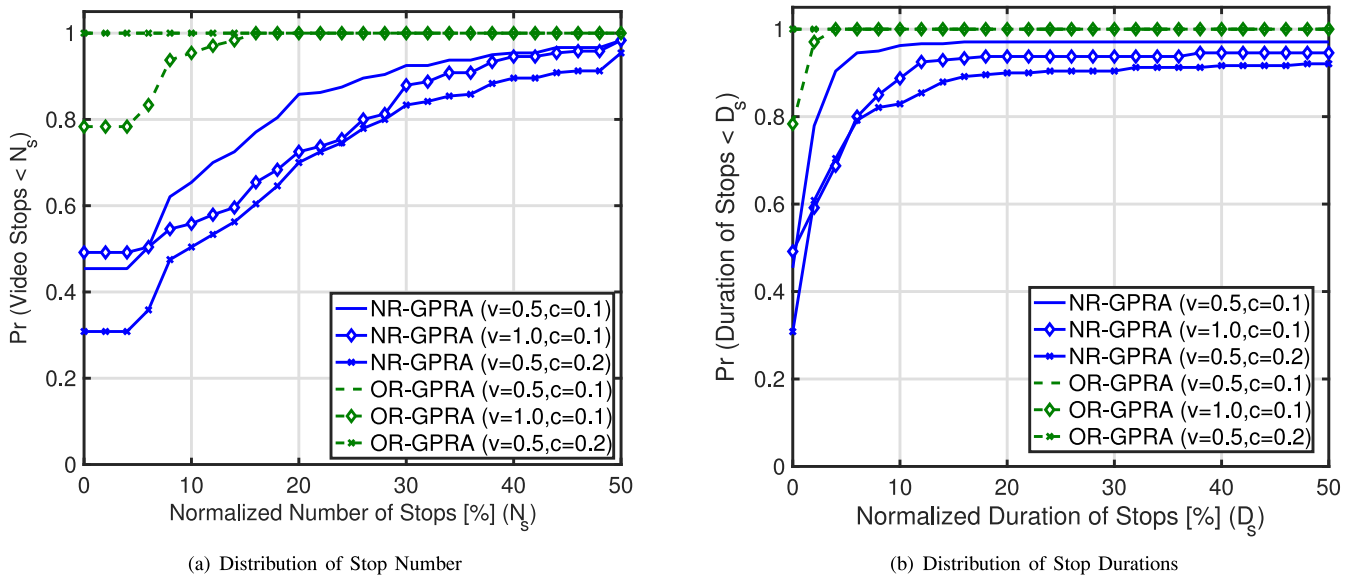 1
0.8
0.6
0.4
0.2
0
Pr (Video Stops < N_s)
0 10 20 30 40 50
Normalized Number of Stops [%] (N_s)
NR-GPRA (v=0.5,c=0.1)
NR-GPRA (v=1.0,c=0.1)
NR-GPRA (v=0.5,c=0.2)
OR-GPRA (v=0.5,c=0.1)
OR-GPRA (v=1.0,c=0.1)
OR-GPRA (v=0.5,c=0.2)
(a) Distribution of Stop Number
1
0.8
0.6
0.4
0.2
0
Pr (Duration of Stops < D_s)
0 10 20 30 40 50
Normalized Duration of Stops [%] (D_s)
NR-GPRA (v=0.5,c=0.1)
NR-GPRA (v=1.0,c=0.1)
NR-GPRA (v=0.5,c=0.2)
OR-GPRA (v=0.5,c=0.1)
OR-GPRA (v=1.0,c=0.1)
OR-GPRA (v=0.5,c=0.2)
(b) Distribution of Stop Durations